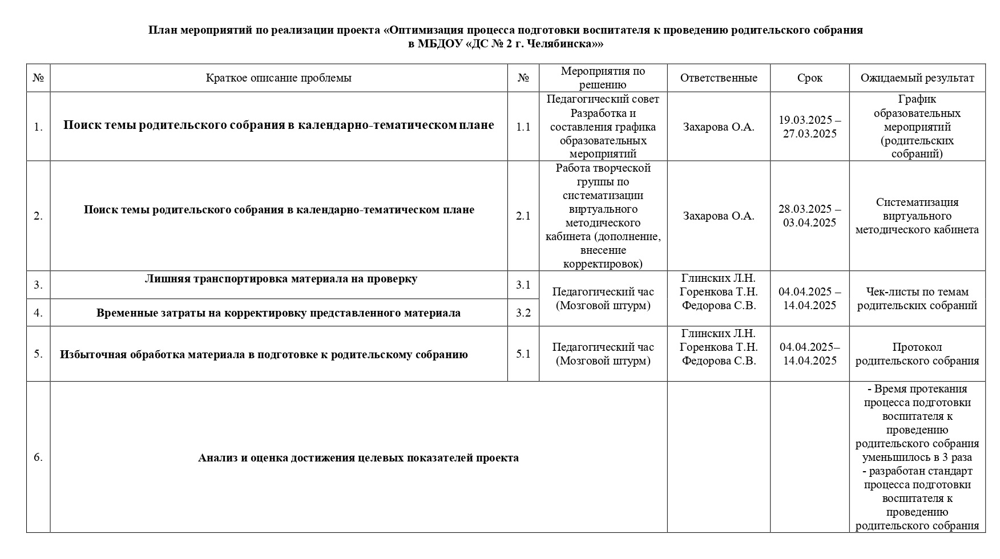 План мероприятий по реализации проекта «Оптимизация процесса подготовки воспитателя к проведению родительского собрания
в МБДОУ «ДС № 2 г. Челябинска»»
№
Краткое описание проблемы
№
Мероприятия по
решению
Ответственные
Срок
Ожидаемый результат
1.
Поиск темы родительского собрания в календарно-тематическом плане
1.1
Педагогический совет
Разработка и
составления графика
образовательных
мероприятий
Захарова О.А.
19.03.2025 –
27.03.2025
График
образовательных
мероприятий
(родительских
собраний)
2.
Поиск темы родительского собрания в календарно-тематическом плане
2.1
Работа творческой
группы по
систематизации
виртуального
методического
кабинета (дополнение,
внесение
корректировок)
Захарова О.А.
28.03.2025 –
03.04.2025
Систематизация
виртуального
методического кабинета
3.
Лишняя транспортировка материала на проверку
3.1
Педагогический час
(Мозговой штурм)
Глинских Л.Н.
Горенкова Т.Н.
Федорова С.В.
04.04.2025 –
14.04.2025
Чек-листы по темам
родительских собраний
4.
Временные затраты на корректировку представленного материала
3.2
5.
Избыточная обработка материала в подготовке к родительскому собранию
5.1
Педагогический час
(Мозговой штурм)
Глинских Л.Н.
Горенкова Т.Н.
Федорова С.В.
04.04.2025–
14.04.2025
Протокол
родительского собрания
6.
Анализ и оценка достижения целевых показателей проекта
- Время протекания
процесса подготовки
воспитателя к
проведению
родительского собрания
уменьшилось в 3 раза
- разработан стандарт
процесса подготовки
воспитателя к
проведению
родительского собрания